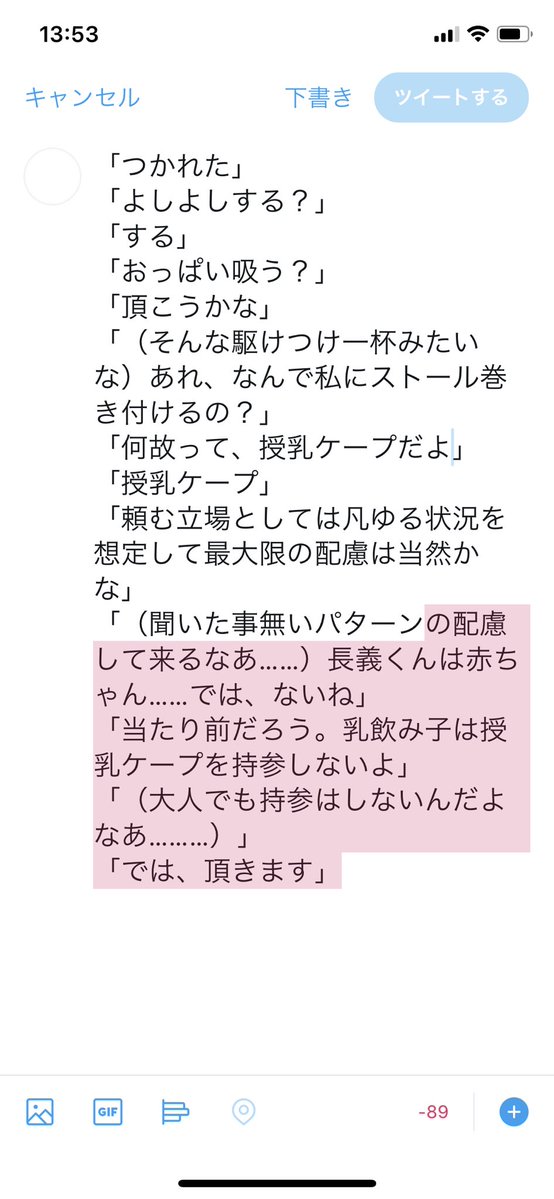 13:53
キャンセル 下書き ツイートする
「つかれた」
「よしよしする？」
「する」
「おっぱい吸う？」
「頂こうかな」
「（そんな駆けつけ一杯みたい
な）あれ、なんで私にストール巻
き付けるの？」
「何故って、授乳ケープだよ」
「授乳ケープ」
「頼む立場としては凡ゆる状況を
想定して最大限の配慮は当然か
な」
「（聞いた事無いパターンの配慮
して来るなあ……）長義くんは赤ち
ゃん……では、ないね」
「当たり前だろう。乳飲み子は授
乳ケープを持参しないよ」
「（大人でも持参はしないんだよ
なあ………）」
「では、頂きます」
GIF
-89